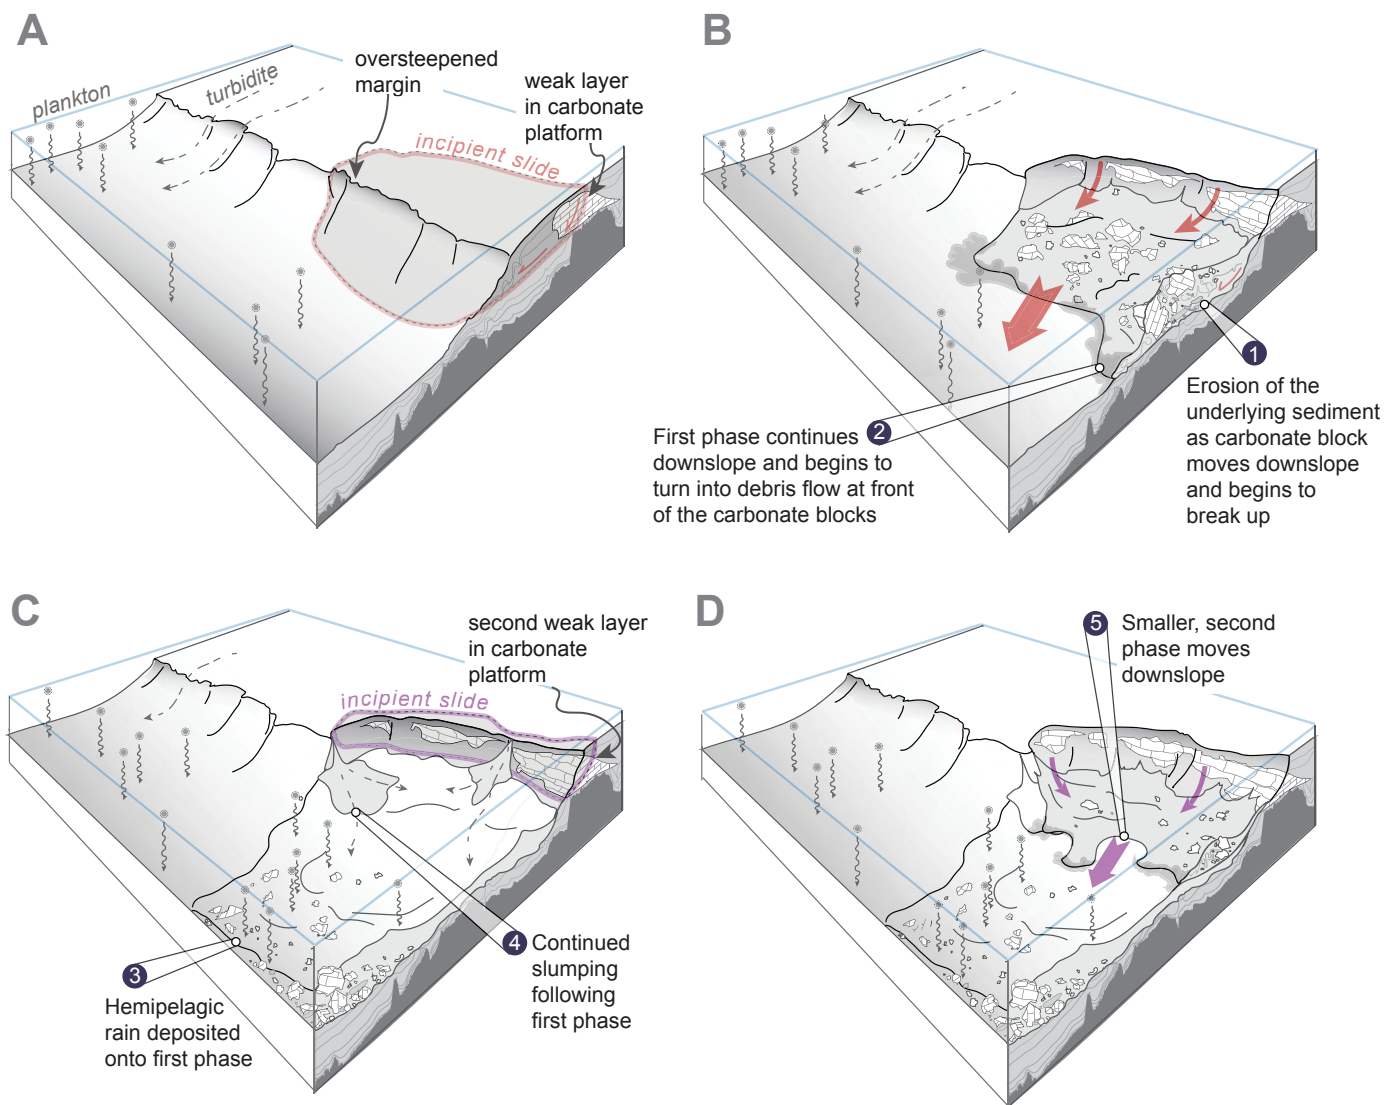 A
plankton
turbidite
oversteepened
margin
weak layer
in carbonate
platform
incipient slide
B
1
Erosion of the
underlying sediment
as carbonate block
moves downslope
and begins to
break up
2
First phase continues
downslope and begins to
turn into debris flow at front
of the carbonate blocks
C
second weak layer
in carbonate
platform
incipient slide
3
Hemipelagic
rain deposited
onto first phase
4
Continued
slumping
following
first phase
D
5
Smaller, second
phase moves
downslope